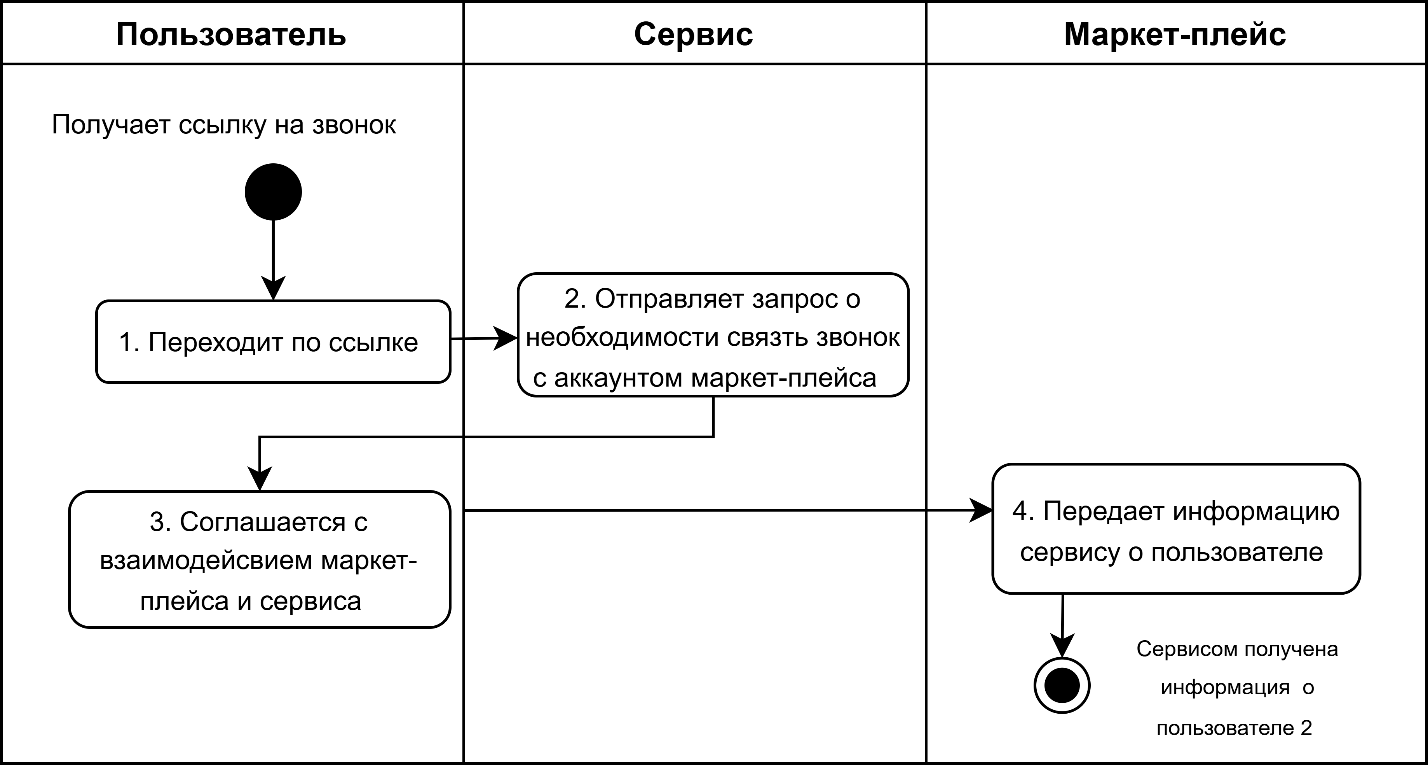 Пользователь
Сервис
Маркет-плейс
Получает ссылку на звонок
1. Переходит по ссылке
2. Отправляет запрос о
необходимости связть звонок
с аккаунтом маркет-плейса
3. Соглашается с
взаимодейсвием маркет-
плейса и сервиса
4. Передает информацию
сервису о пользователе
Сервисом получена
информация о
пользователе 2